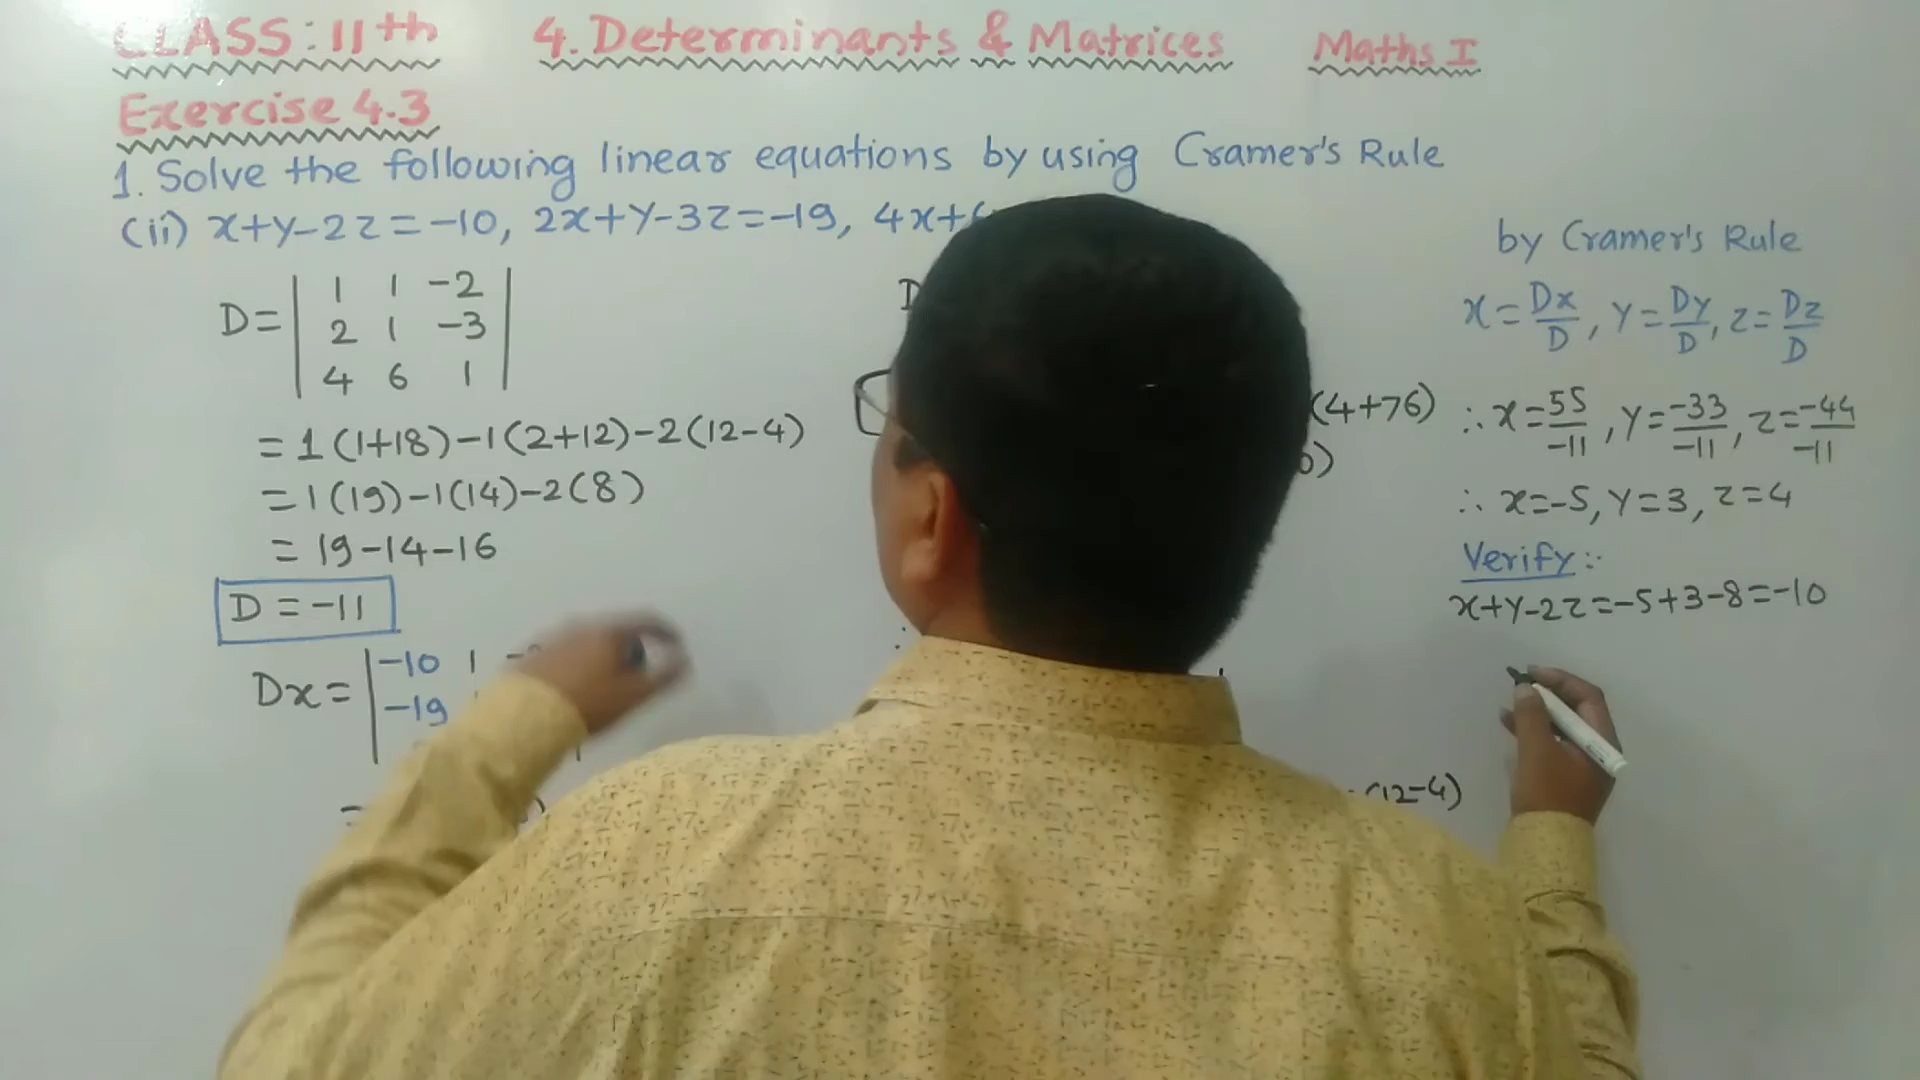 CLASS:11th 4. Determinants & Matrices Maths I
Exercise 4.3
1. Solve the following linear equations by using Cramer's Rule
(ii) x+y-2z=-10, 2x+y-3z=-19, 4x+
D= | 1 1 -2 |
| 2 1 -3 |
| 4 6 1 |
=1(1+18)-1(2+12)-2(12-4)
=1(19)-1(14)-2(8)
= 19-14-16
D = -11
Dx= | -10 1
| -19
(4+76)
(12-4)
by Cramer's Rule
x=Dx/D, y=Dy/D, z=Dz/D
∴ x=55/-11, y=-33/-11, z=-44/-11
∴ x=-5, y=3, z=4
Verify:-
x+y-2z=-5+3-8=-10